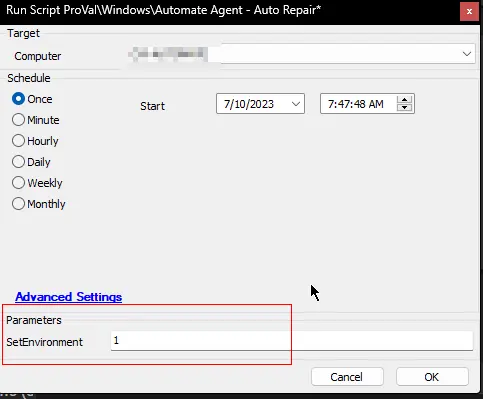 Run Script ProVal\Windows\Automate Agent - Auto Repair*
x
Target
Computer
Schedule
Once Start 7/10/2023 7:47:48 AM
Minute
Hourly
Daily
Weekly
Monthly
Advanced Settings
Parameters
SetEnvironment 1
Cancel OK